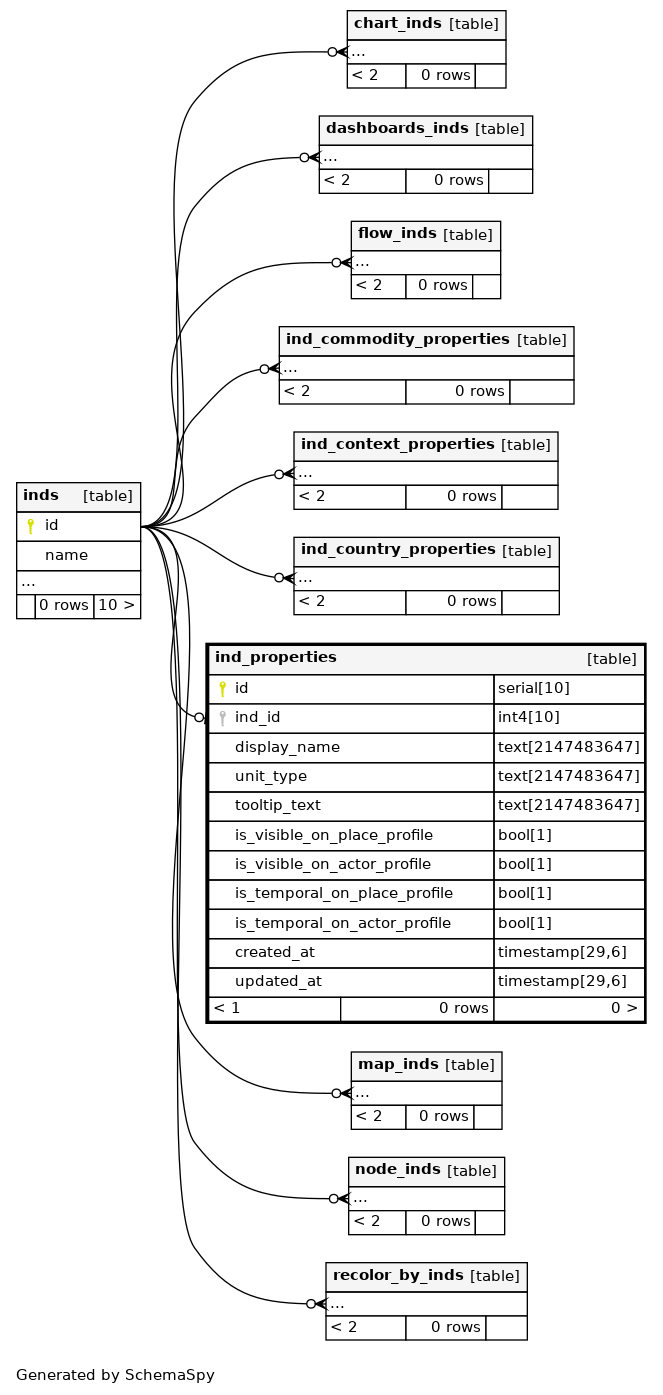 chart_inds [table]
...
< 2 0 rows
dashboards_inds [table]
...
< 2 0 rows
flow_inds [table]
...
< 2 0 rows
ind_commodity_properties [table]
...
< 2 0 rows
ind_context_properties [table]
...
< 2 0 rows
inds [table]
id
name
...
0 rows 10 >
ind_country_properties [table]
...
< 2 0 rows
ind_properties [table]
id serial[10]
ind_id int4[10]
display_name text[2147483647]
unit_type text[2147483647]
tooltip_text text[2147483647]
is_visible_on_place_profile bool[1]
is_visible_on_actor_profile bool[1]
is_temporal_on_place_profile bool[1]
is_temporal_on_actor_profile bool[1]
created_at timestamp[29,6]
updated_at timestamp[29,6]
< 1 0 rows 0 >
map_inds [table]
...
< 2 0 rows
node_inds [table]
...
< 2 0 rows
recolor_by_inds [table]
...
< 2 0 rows
Generated by SchemaSpy